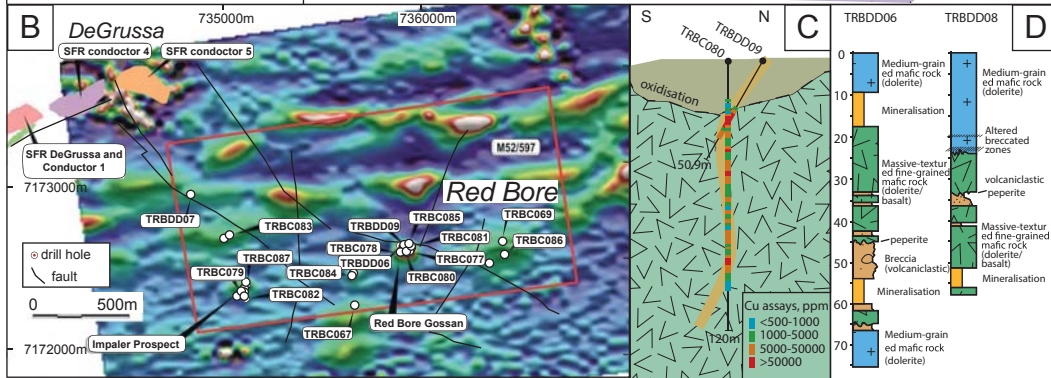 B
735000m
736000m
DeGrussa
SFR conductor 4
SFR conductor 5
SFR DeGrussa and
Conductor 1
M52/597
7173000m
Red Bore
TRBDD07
TRBC083
TRBDD09
TRBC085
TRBC069
TRBC087
TRBC078
TRBC081
TRBC086
TRBC079
TRBC084
TRBDD06
TRBC077
TRBC082
TRBC080
drill hole
fault
0
500m
TRBC067
Red Bore Gossan
Impaler Prospect
7172000m
C
S
N
TRBC080
TRBDD09
oxidisation
50,9m
120m
Cu assays, ppm
<500-1000
1000-5000
5000-50000
>50000
D
TRBDD06
TRBDD08
0
10
20
30
40
50
60
70
Medium-grain
ed mafic rock
(dolerite)
Mineralisation
Massive-textur
ed fine-grained
mafic rock
(dolerite/
basalt)
peperite
Breccia
(volcaniclastic)
Mineralisation
Medium-grain
ed mafic rock
(dolerite)
Medium-grain
ed mafic rock
(dolerite)
Altered
breccated
zones
volcaniclastic
peperite
Massive-textur
ed fine-grained
mafic rock
(dolerite/
basalt)
Mineralisation